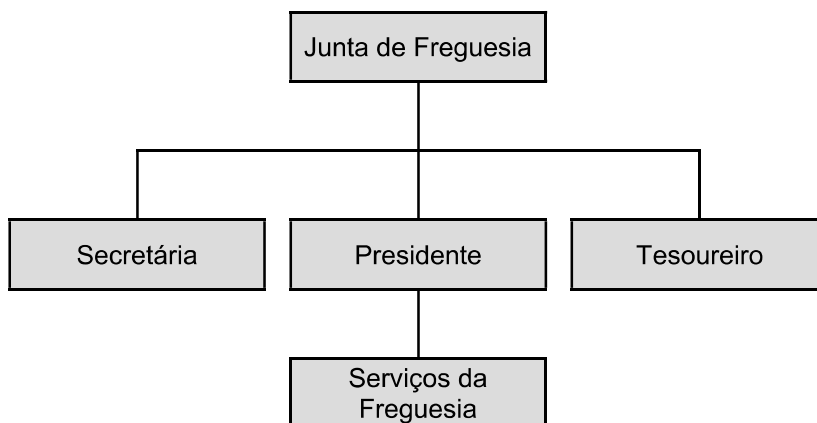 Junta de Freguesia
Secretária
Presidente
Tesoureiro
Serviços da
Freguesia